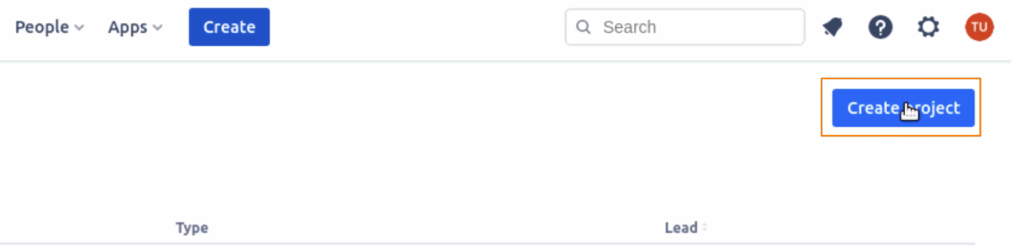 People Apps Create Search TU
Create project
Type Lead